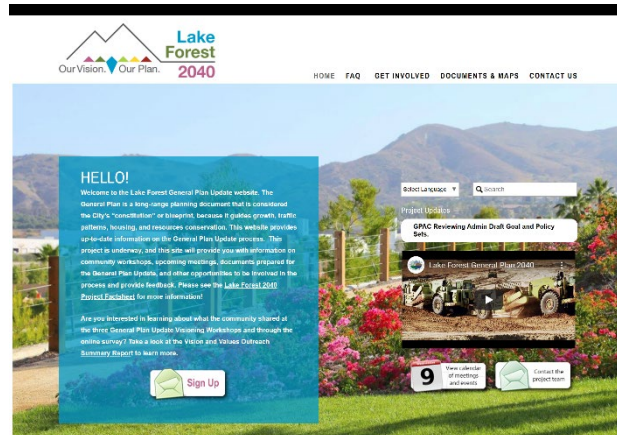 Lake
Forest
2040
Our Vision. Our Plan.
HOME FAQ GET INVOLVED DOCUMENTS & MAPS CONTACT US
HELLO!
Welcome to the Lake Forest General Plan Update website. The
General Plan is a long-range planning document that is considered
the City's "constitution" or blueprint, because it guides growth, traffic
patterns, housing, and resources conservation. This website provides
up-to-date information on the General Plan Update process. This
project is underway, and this site will provide you with information on
community workshops, upcoming meetings, documents prepared for
the General Plan Update, and other opportunities to be involved in the
process and provide feedback. Please see the Lake Forest 2040
Project Factsheet for more information!
Are you interested in learning about what the community shared at
the three General Plan Update Visioning Workshops and through the
online survey? Take a look at the Vision and Values Outreach
Summary Report to learn more.
Sign Up
Select Language ▼
Search
Project Updates
GPAC Reviewing Admin Draft Goal and Policy
Sets.
Lake Forest General Plan 2040
9
View calendar
of meetings
and events
Contact the
project team